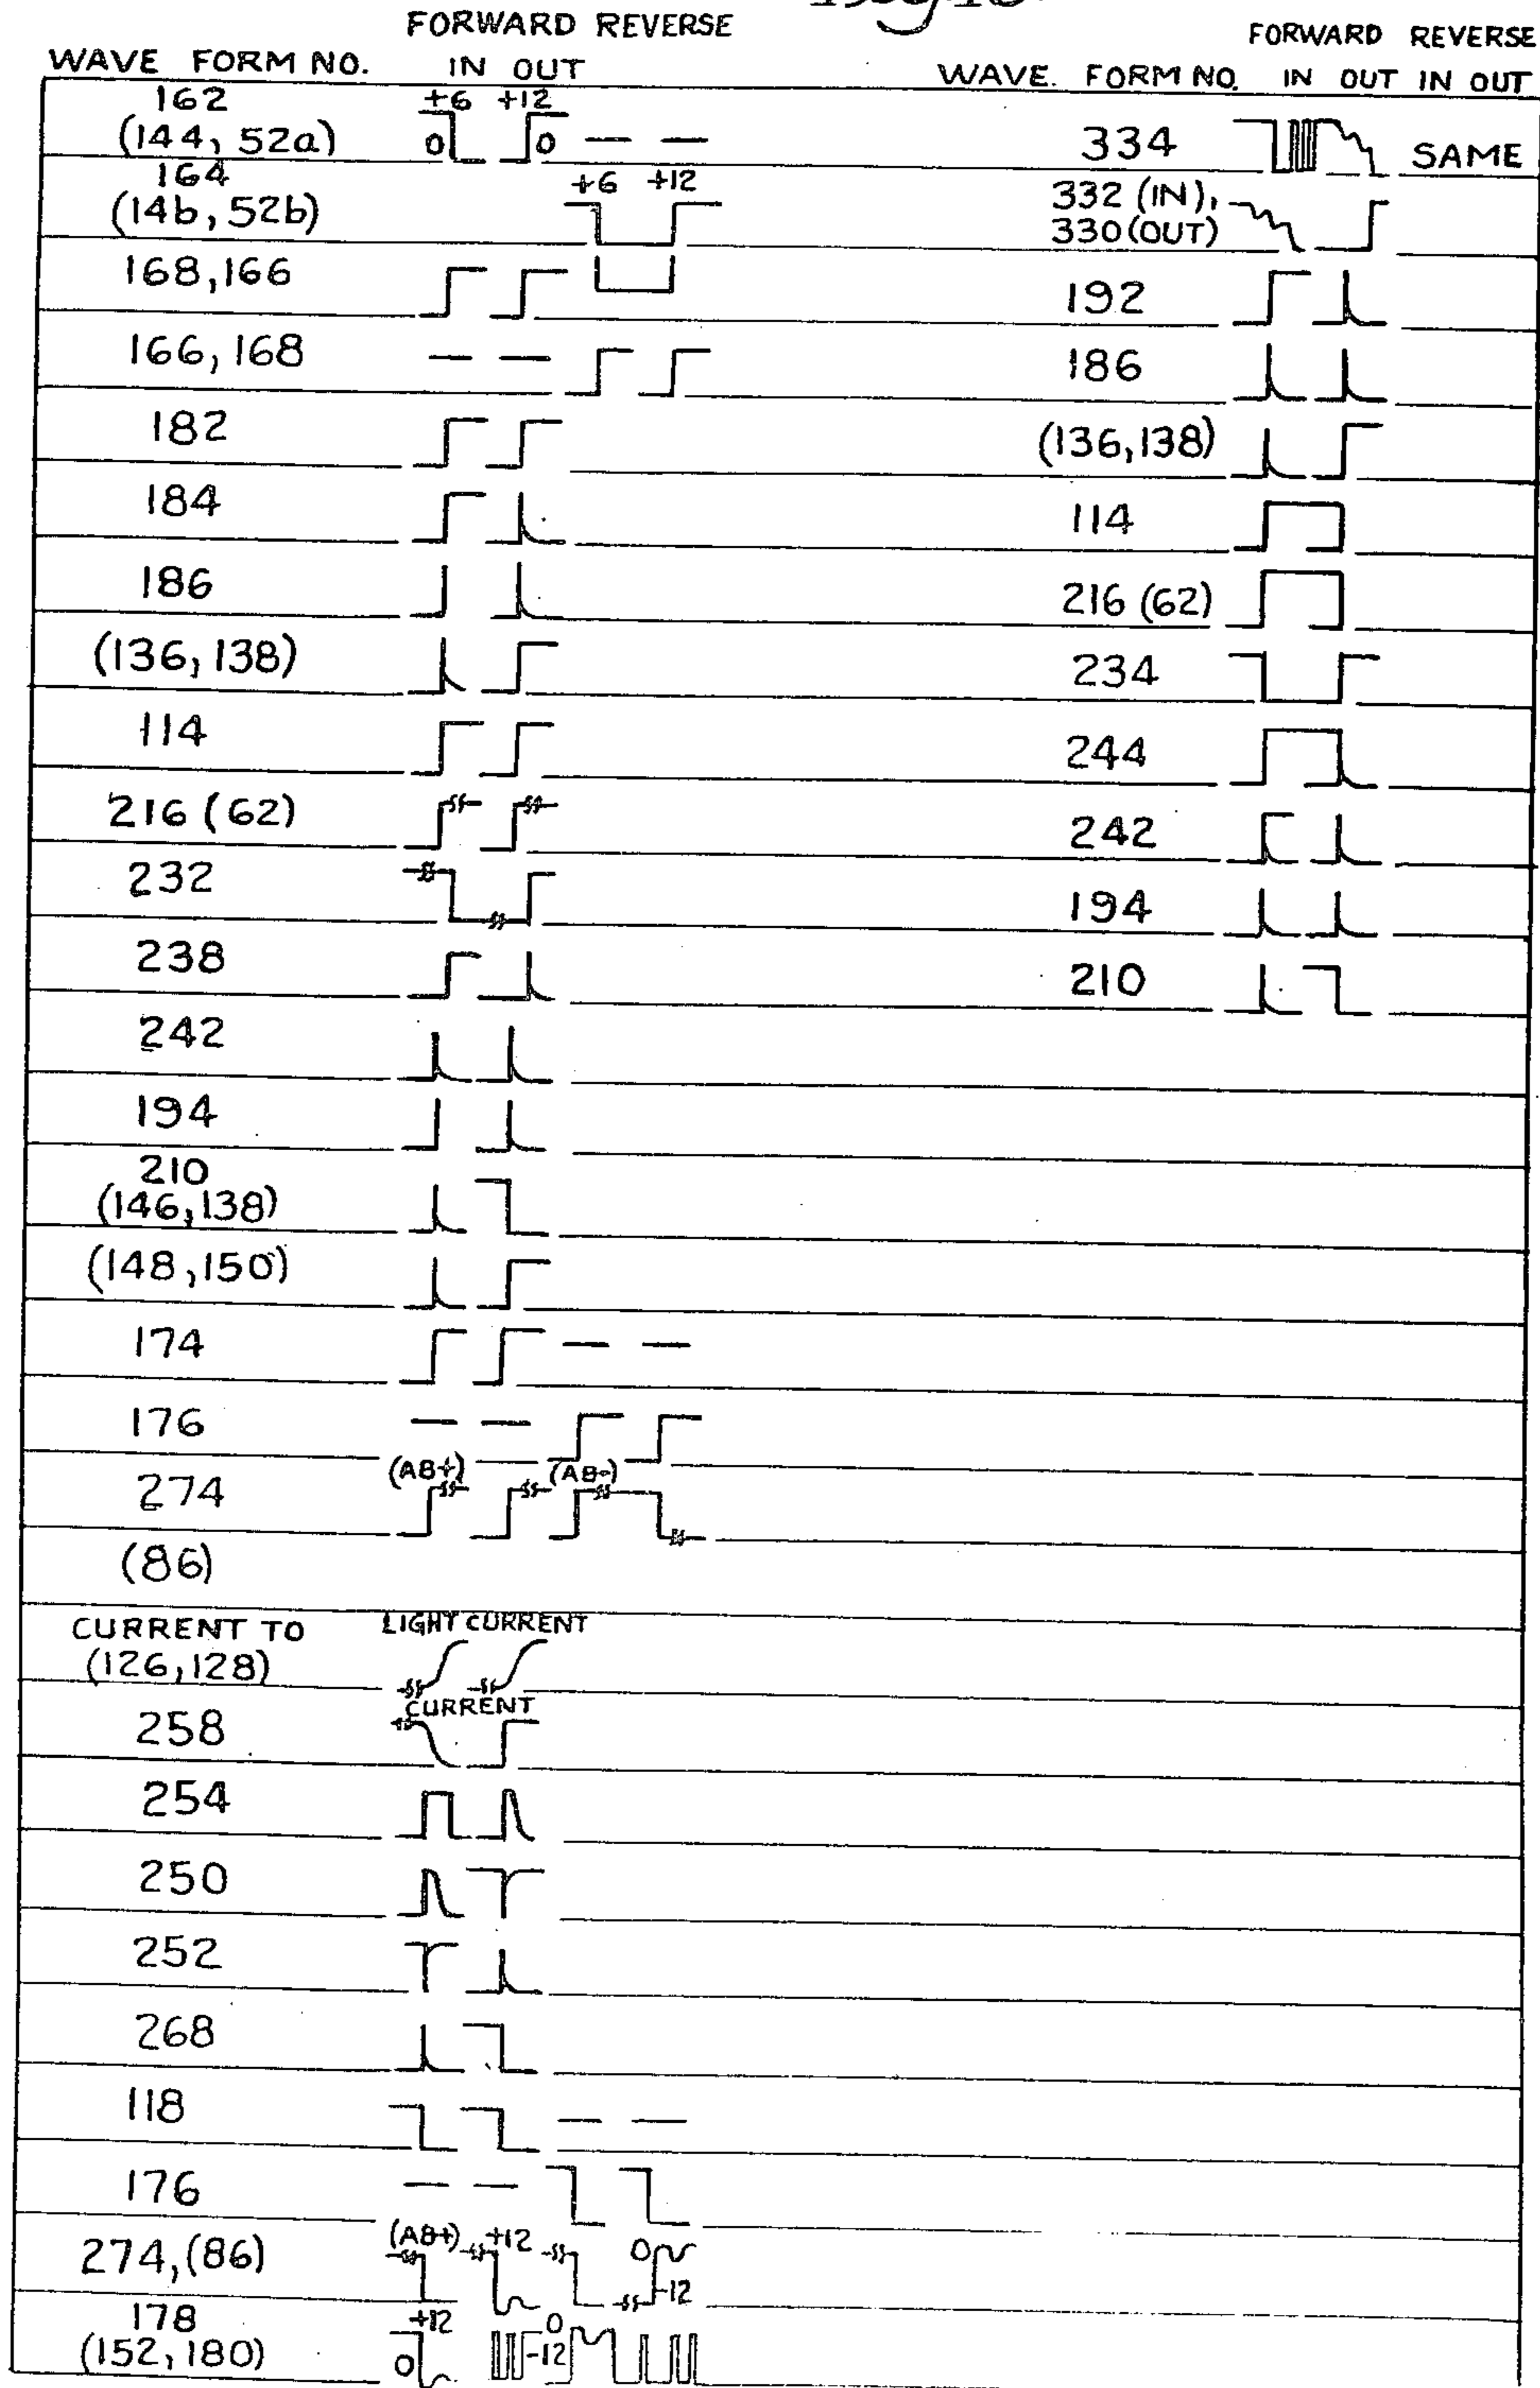 FORWARD REVERSE
WAVE FORM NO. IN OUT
162 +6 +12
(144, 52a) 0 0
164
(14b, 52b) +6 +12
168,166
166, 168
182
184
186
(136, 138)
114
216 (62)
232
238
242
194
210
(146,138)
(148,150)
174
176
(AB+) (AB-)
274
(86)
CURRENT TO LIGHT CURRENT
(126,128)
CURRENT
258
254
250
252
268
118
176
274,(86) (AB+) +12 0 -12
178 +12 0
(152,180) 0 -12
FORWARD REVERSE
WAVE. FORM NO. IN OUT IN OUT
334 SAME
332 (IN),
330 (OUT)
192
186
(136,138)
114
216 (62)
234
244
242
194
210